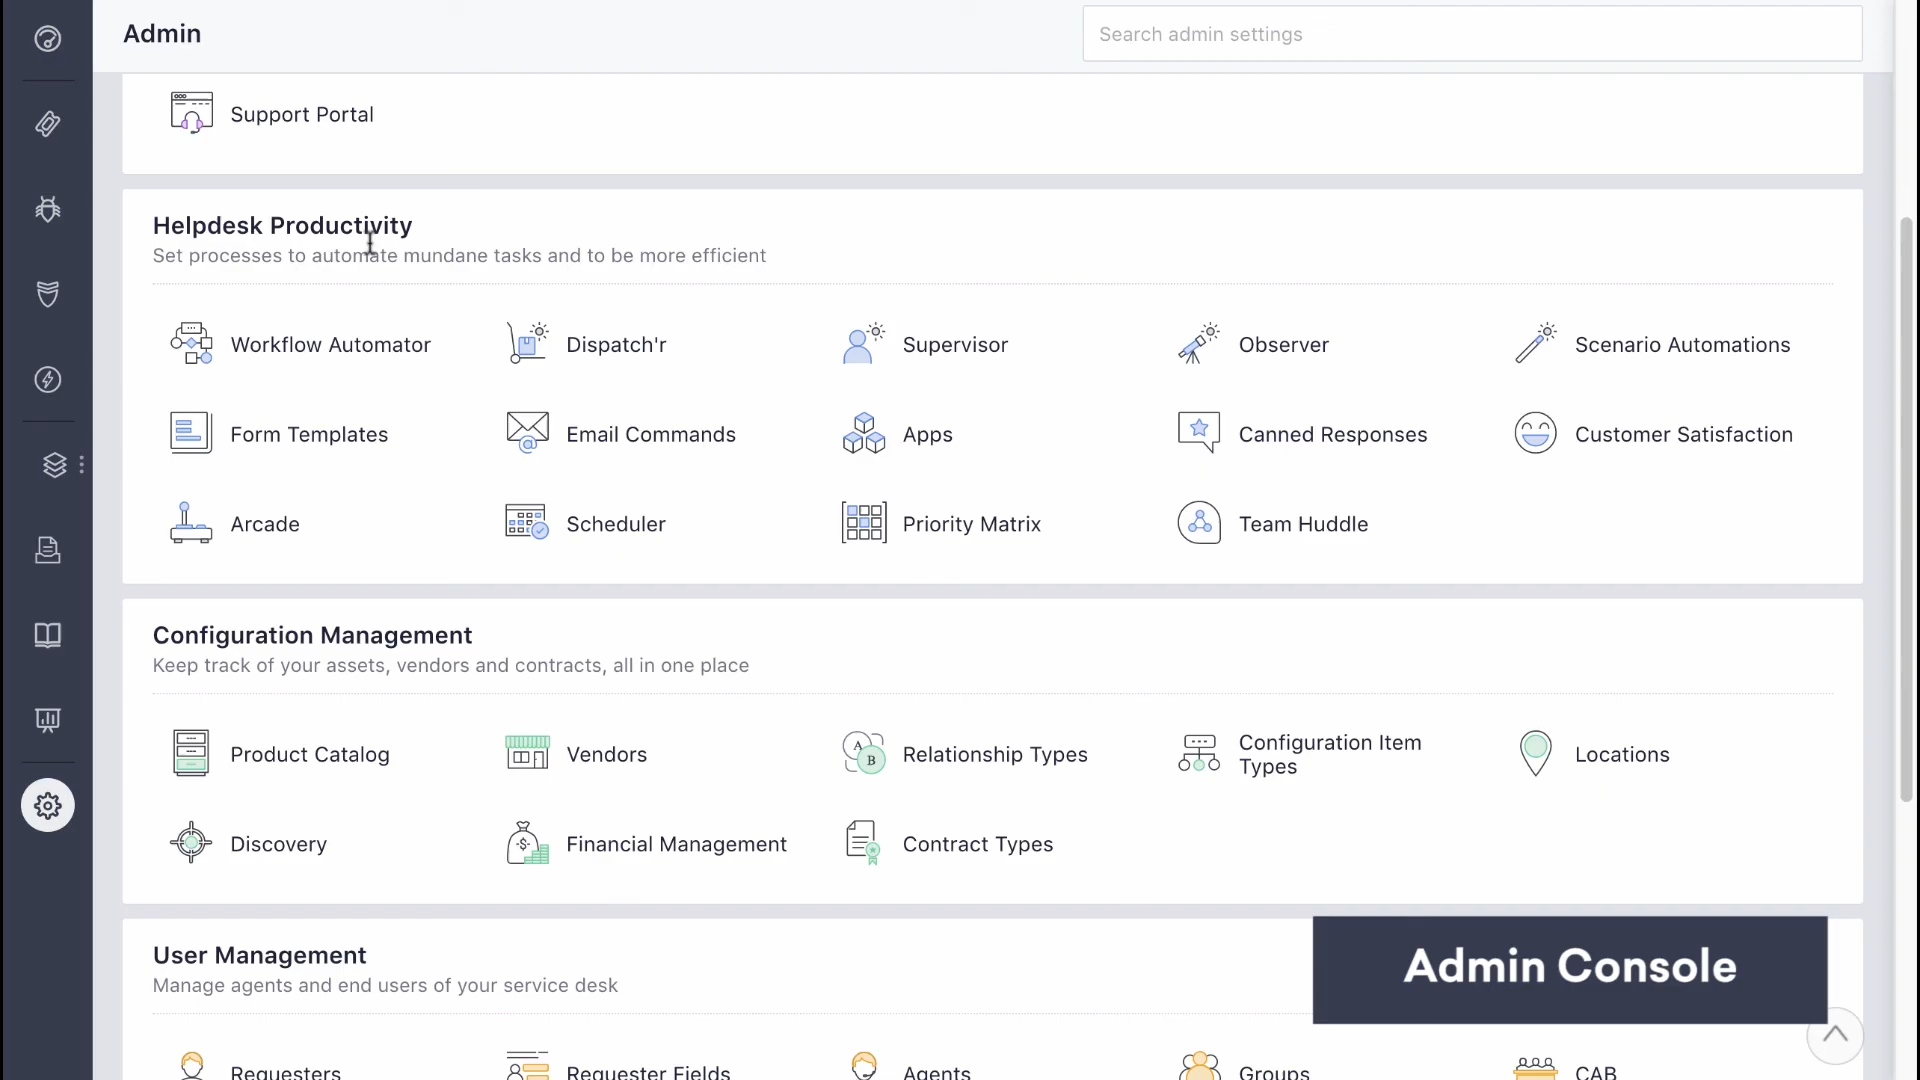 Admin
Search admin settings
Support Portal
Helpdesk Productivity
Set processes to automate mundane tasks and to be more efficient
Workflow Automator
Dispatch'r
Supervisor
Observer
Scenario Automations
Form Templates
Email Commands
Apps
Canned Responses
Customer Satisfaction
Arcade
Scheduler
Priority Matrix
Team Huddle
Configuration Management
Keep track of your assets, vendors and contracts, all in one place
Product Catalog
Vendors
A
B
Relationship Types
Configuration Item
Types
Locations
Discovery
Financial Management
Contract Types
User Management
Manage agents and end users of your service desk
Admin Console
Requesters
Requester Fields
Agents
Groups
CAB